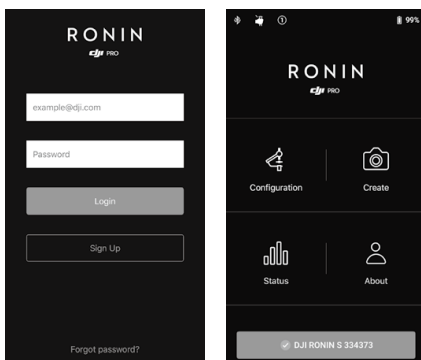 RONIN
dji PRO
example@dji.com
Password
Login
Sign Up
Forgot password?
99%
RONIN
dji PRO
Configuration
Create
Status
About
DJI RONIN S 334373